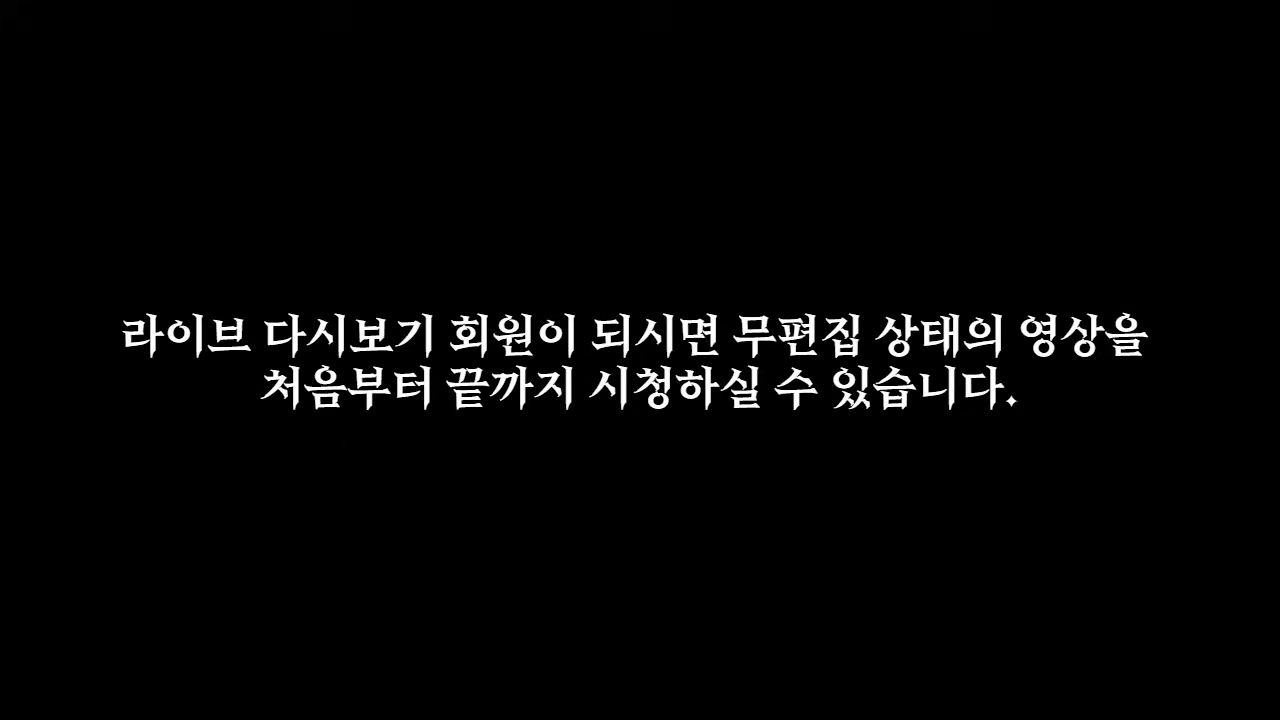 라이브 다시보기 회원이 되시면 무편집 상태의 영상을
처음부터 끝까지 시청하실 수 있습니다.